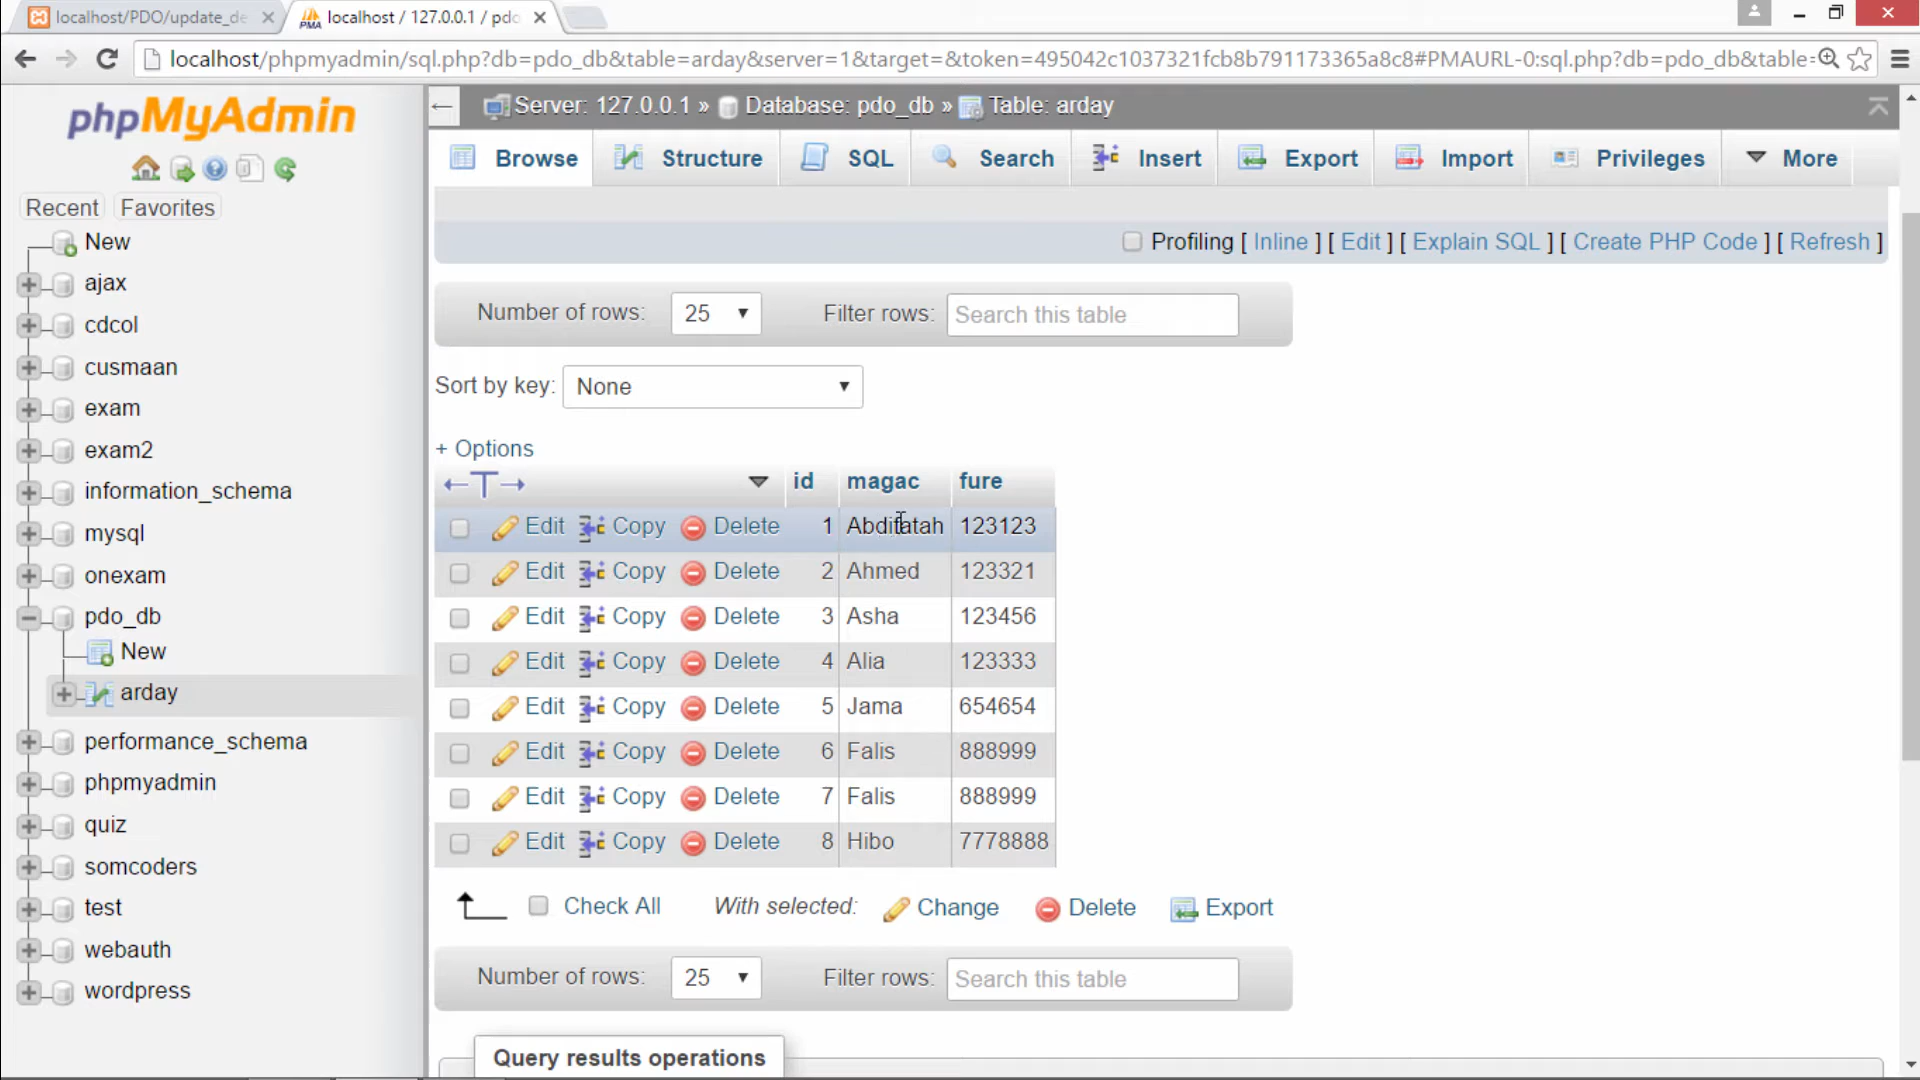 localhost/PDO/update_de
localhost / 127.0.0.1 / pdo
localhost/phpmyadmin/sql.php?db=pdo_db&table=arday&server=1&target=&token=495042c1037321fcb8b791173365a8c8#PMAURL-0:sql.php?db=pdo_db&table=
phpMyAdmin
Recent Favorites
New
ajax
cdcol
cusmaan
exam
exam2
information_schema
mysql
onexam
pdo_db
New
arday
performance_schema
phpmyadmin
quiz
somcoders
test
webauth
wordpress
Server: 127.0.0.1 » Database: pdo_db » Table: arday
Browse Structure SQL Search Insert Export Import Privileges More
Profiling [ Inline ] [ Edit ] [ Explain SQL ] [ Create PHP Code ] [ Refresh ]
Number of rows: 25 Filter rows: Search this table
Sort by key: None
+ Options
id magac fure
Edit Copy Delete 1 Abdifatah 123123
Edit Copy Delete 2 Ahmed 123321
Edit Copy Delete 3 Asha 123456
Edit Copy Delete 4 Alia 123333
Edit Copy Delete 5 Jama 654654
Edit Copy Delete 6 Falis 888999
Edit Copy Delete 7 Falis 888999
Edit Copy Delete 8 Hibo 7778888
Check All With selected: Change Delete Export
Number of rows: 25 Filter rows: Search this table
Query results operations